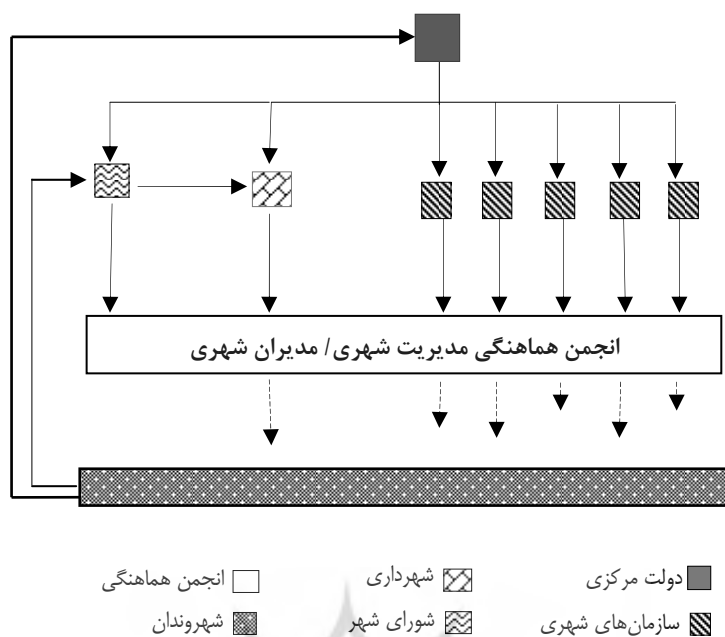 انجمن هماهنگی مدیریت شهری/ مدیران شهری
دولت مرکزی شهرداری انجمن هماهنگی
سازمان‌های شهری شورای شهر شهروندان